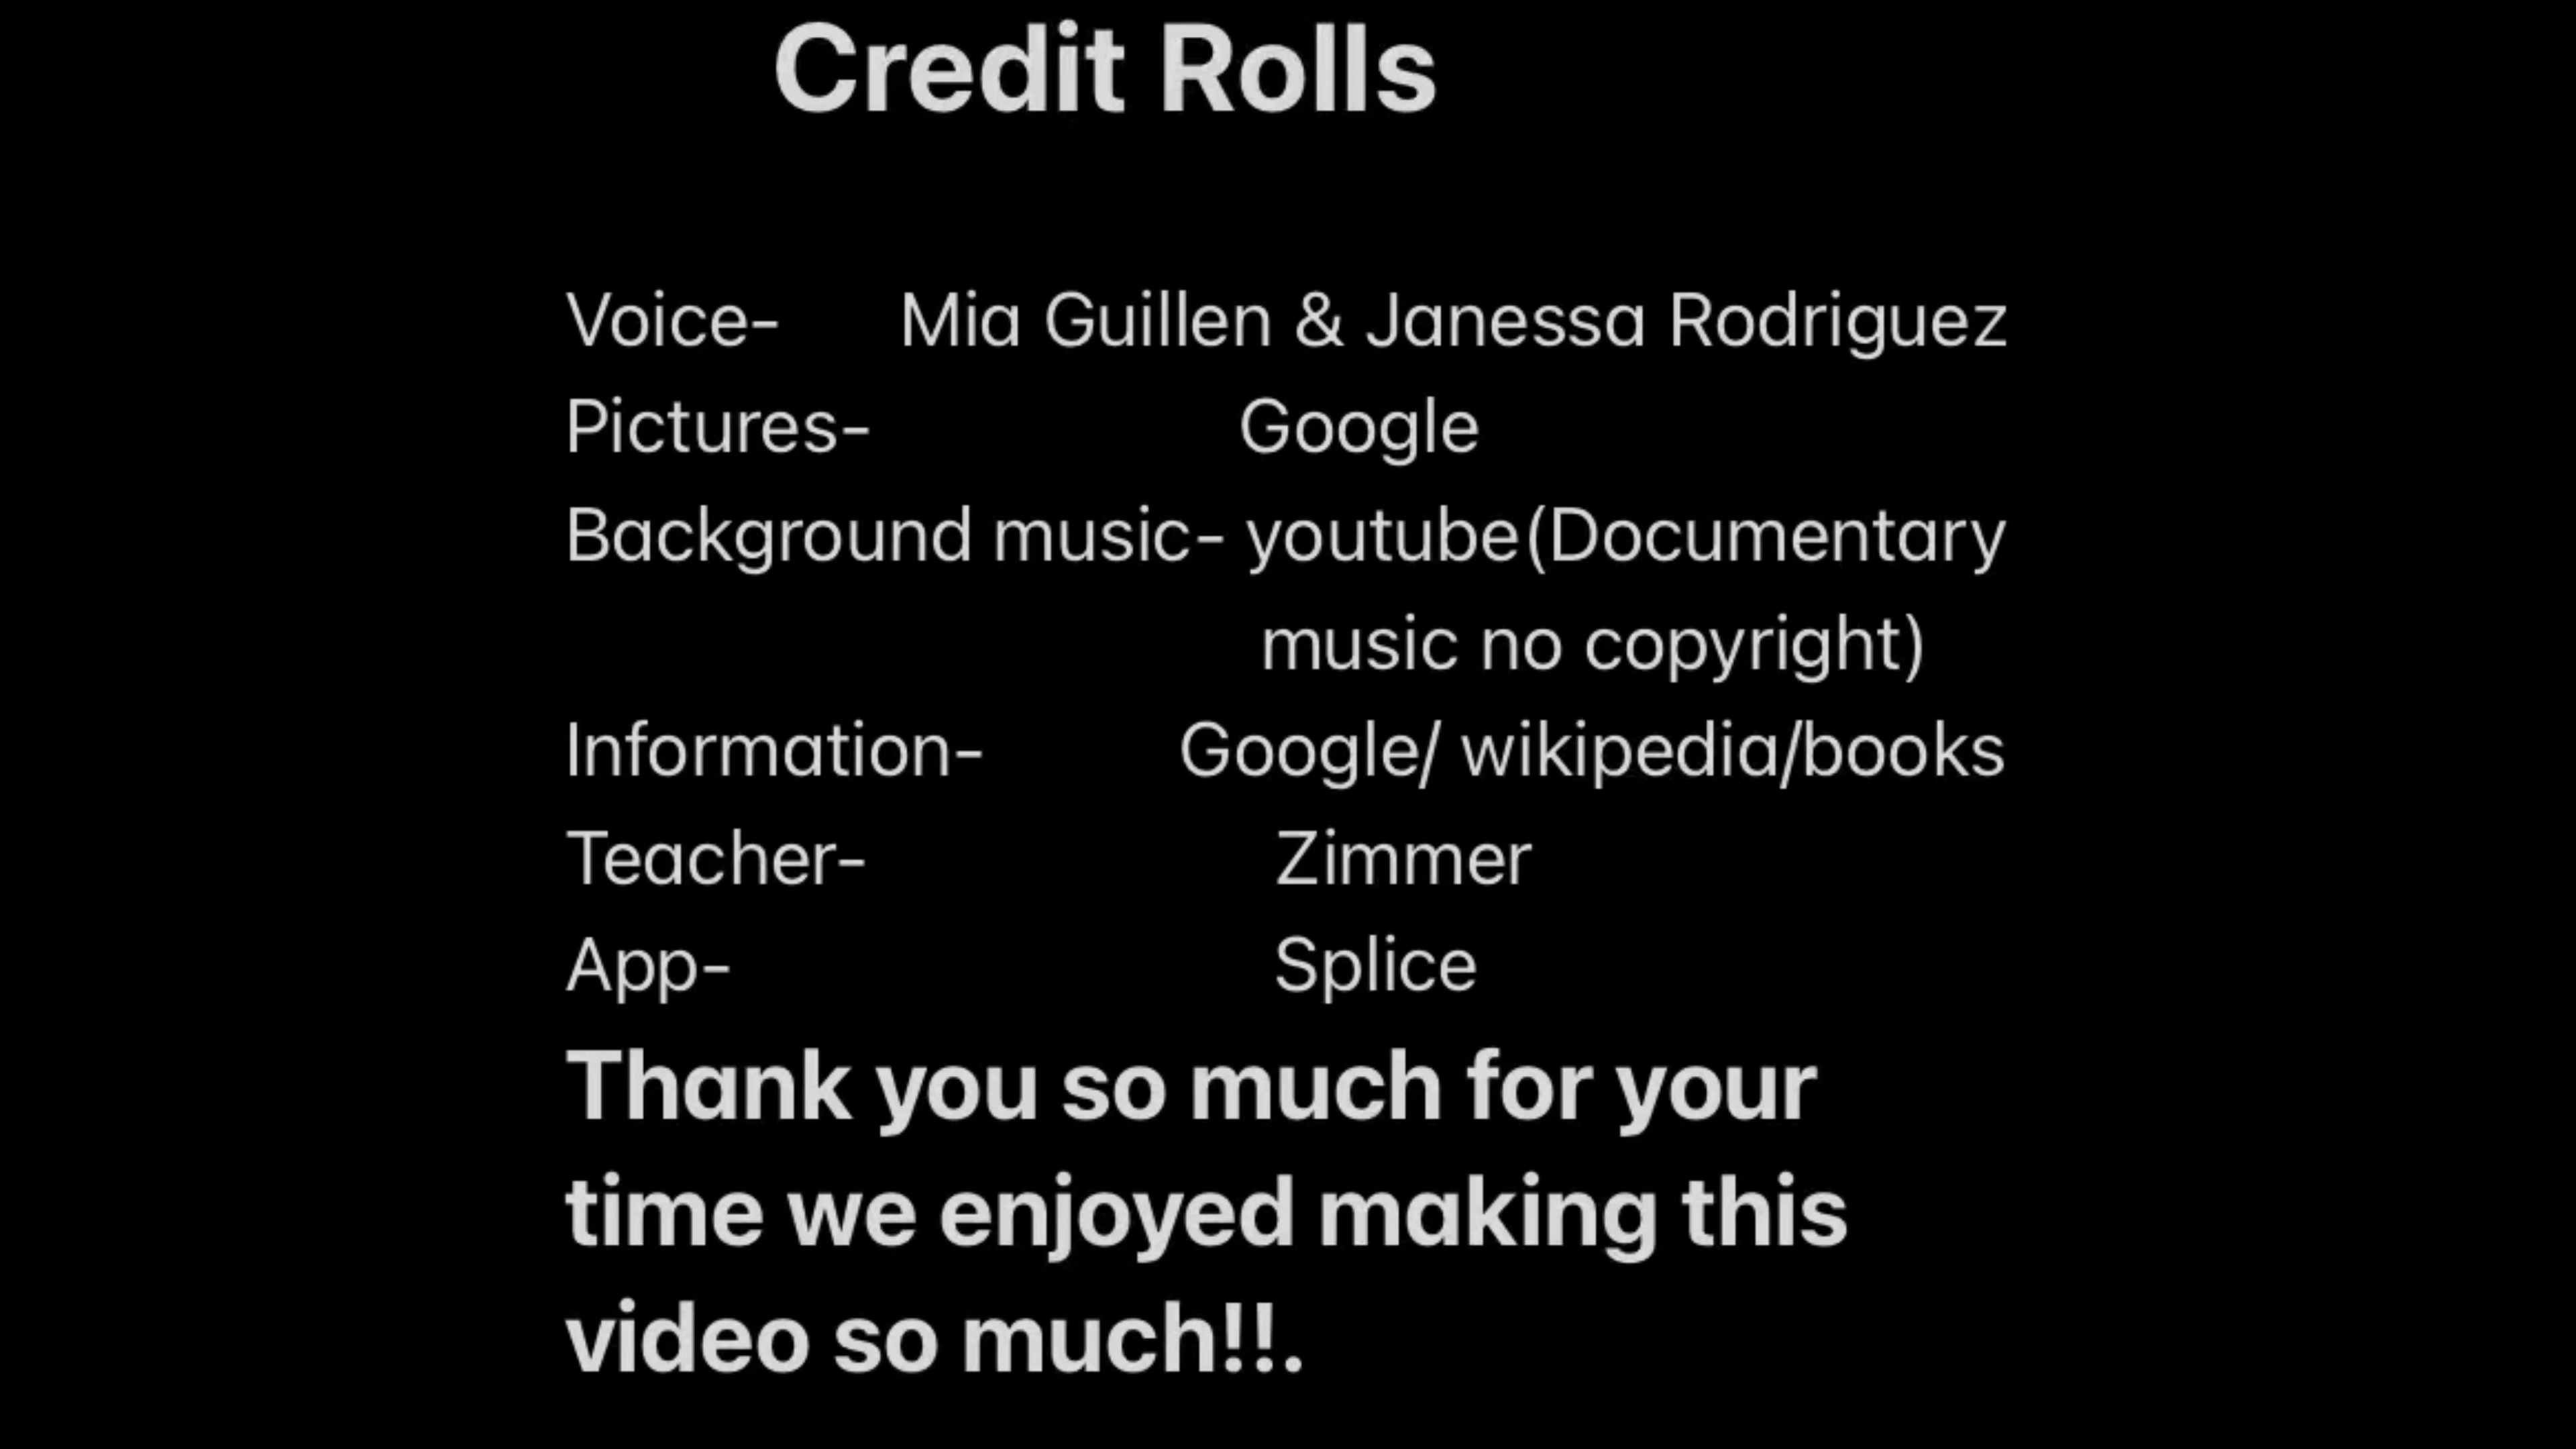 Credit Rolls
Voice- Mia Guillen & Janessa Rodriguez
Pictures- Google
Background music- youtube(Documentary
music no copyright)
Information- Google/ wikipedia/books
Teacher- Zimmer
App- Splice
Thank you so much for your
time we enjoyed making this
video so much!!.